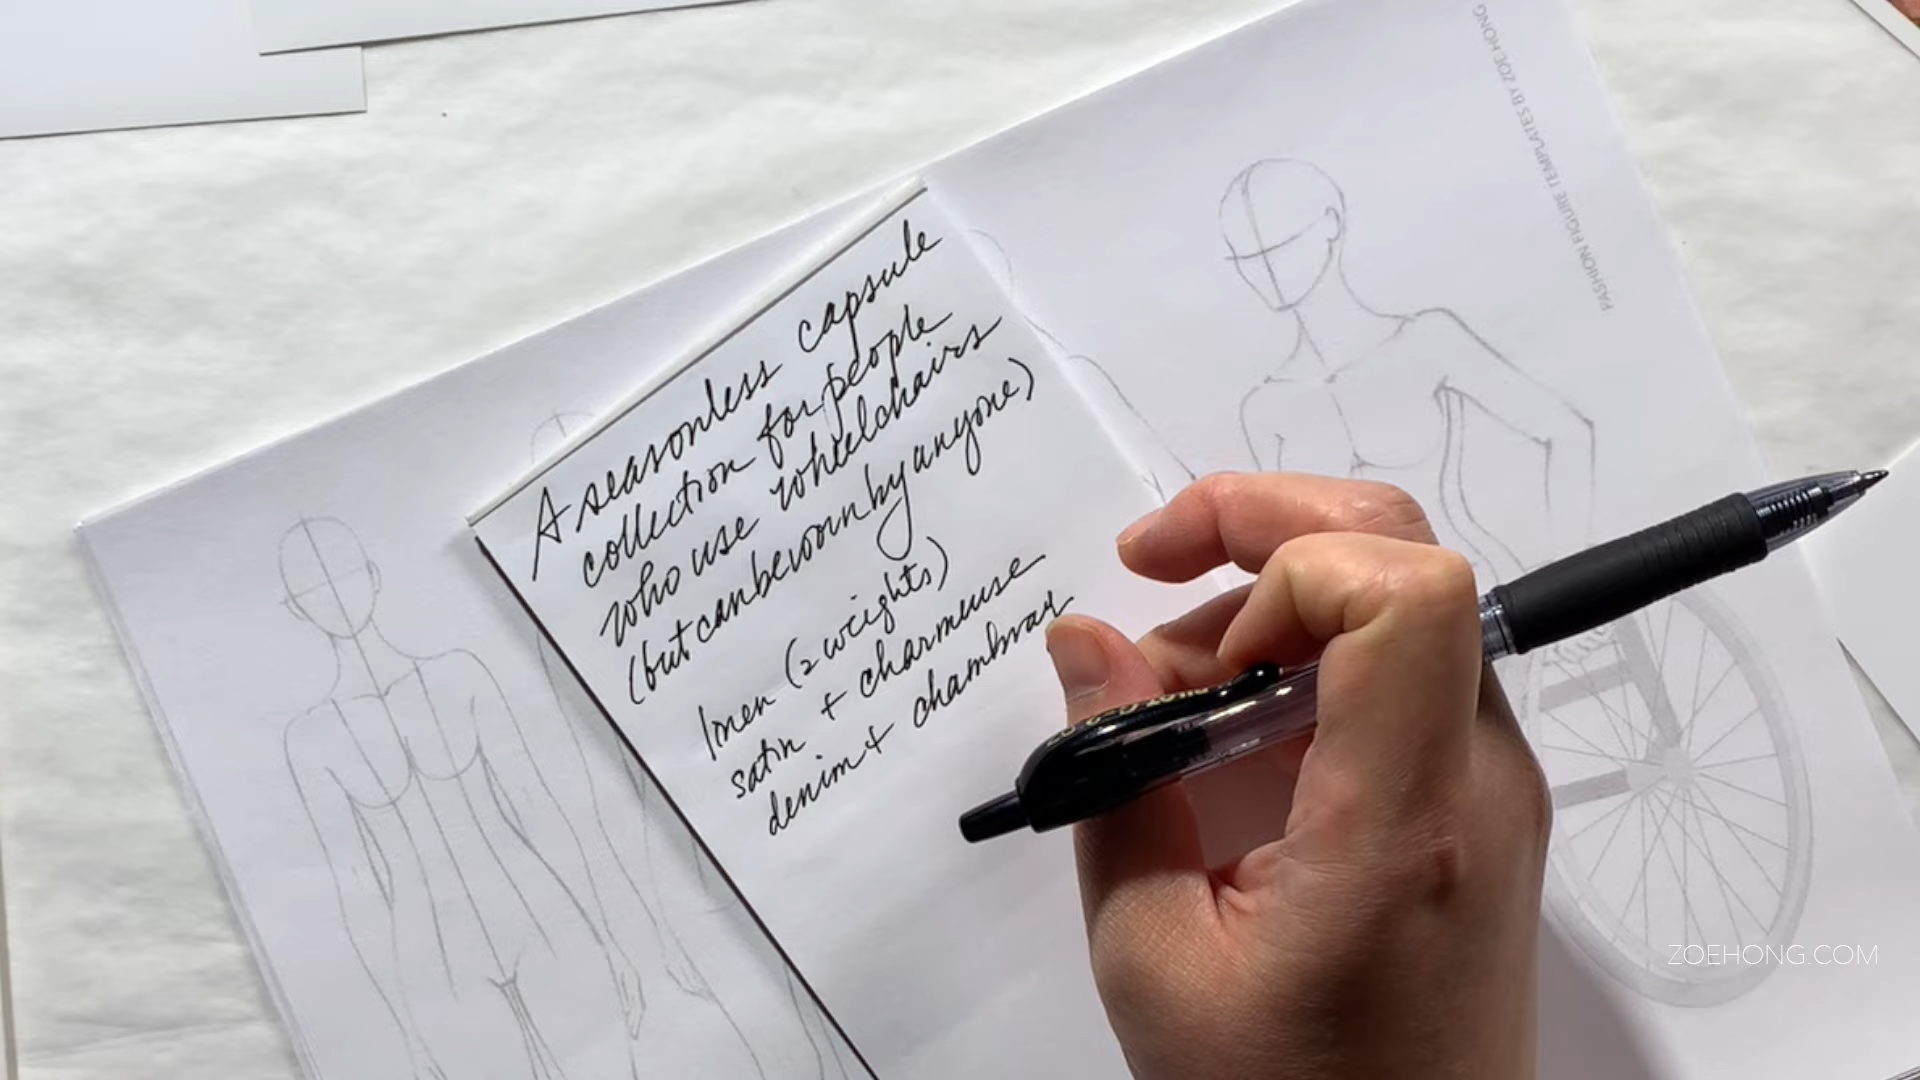 A seasonless capsule
collection for people
who use wheelchairs
(but can be worn by anyone)
linen (2 weights)
satin + charmeuse
denim + chambray
FASHION FIGURE TEMPLATES BY ZOE HONG
ZOEHONG.COM